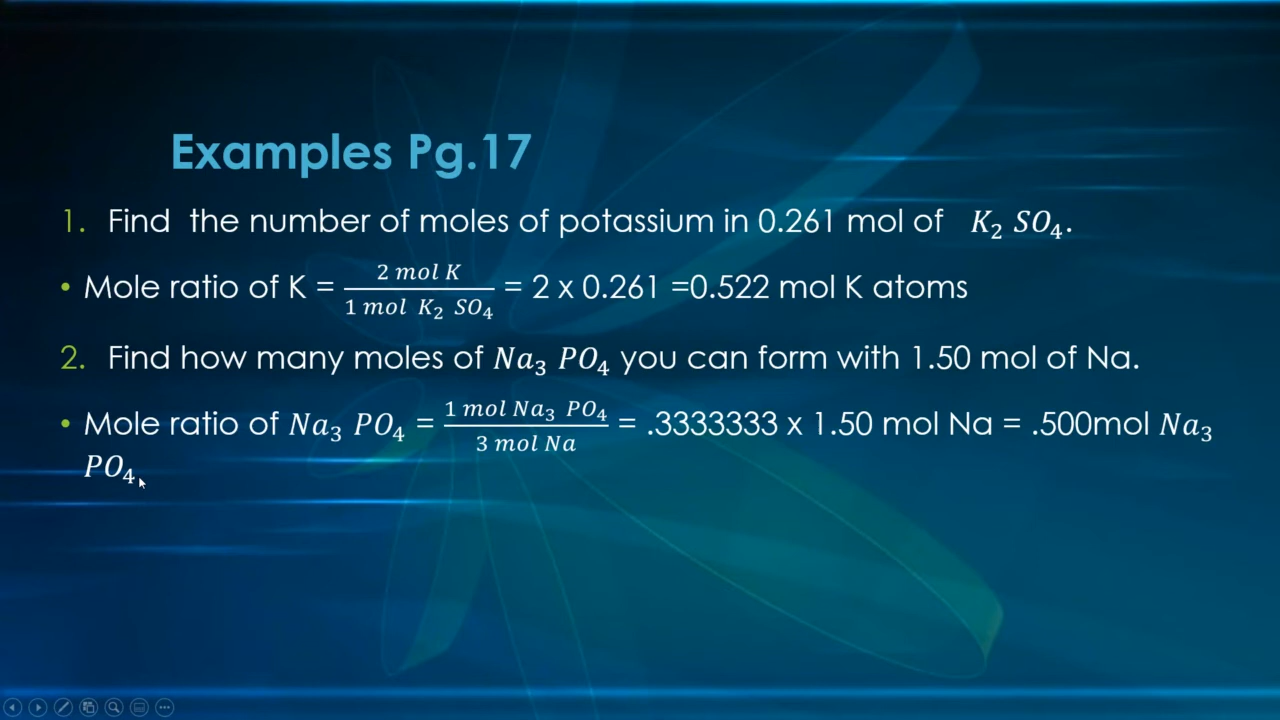 Examples Pg.17
1. Find the number of moles of potassium in 0.261 mol of K₂ SO₄.
• Mole ratio of K = 2 mol K / 1 mol K₂ SO₄ = 2 x 0.261 =0.522 mol K atoms
2. Find how many moles of Na₃ PO₄ you can form with 1.50 mol of Na.
• Mole ratio of Na₃ PO₄ = 1 mol Na₃ PO₄ / 3 mol Na = .3333333 x 1.50 mol Na = .500mol Na₃
PO₄.